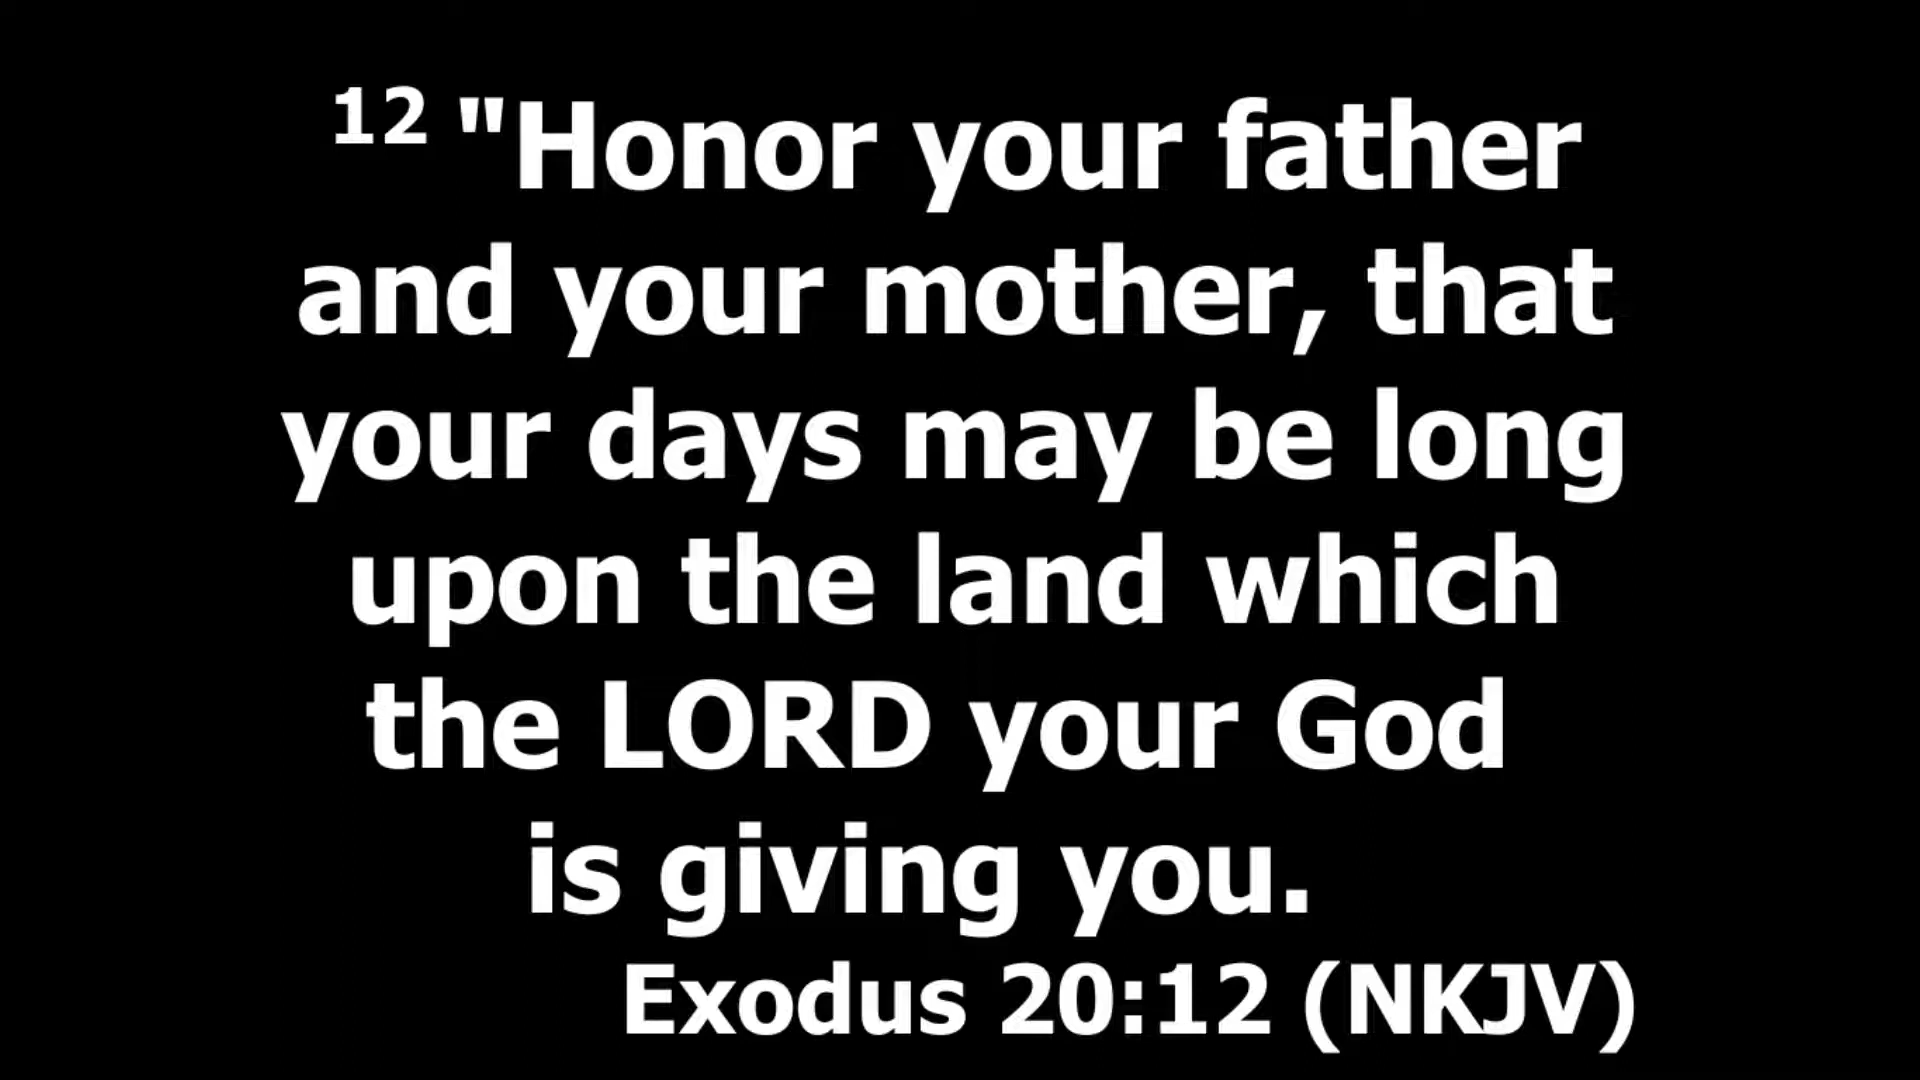 12 "Honor your father
and your mother, that
your days may be long
upon the land which
the LORD your God
is giving you.
Exodus 20:12 (NKJV)